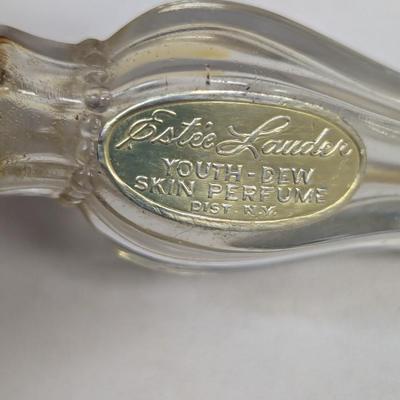 Estée Lauder
YOUTH-DEW
SKIN PERFUME
DIST. N.Y.